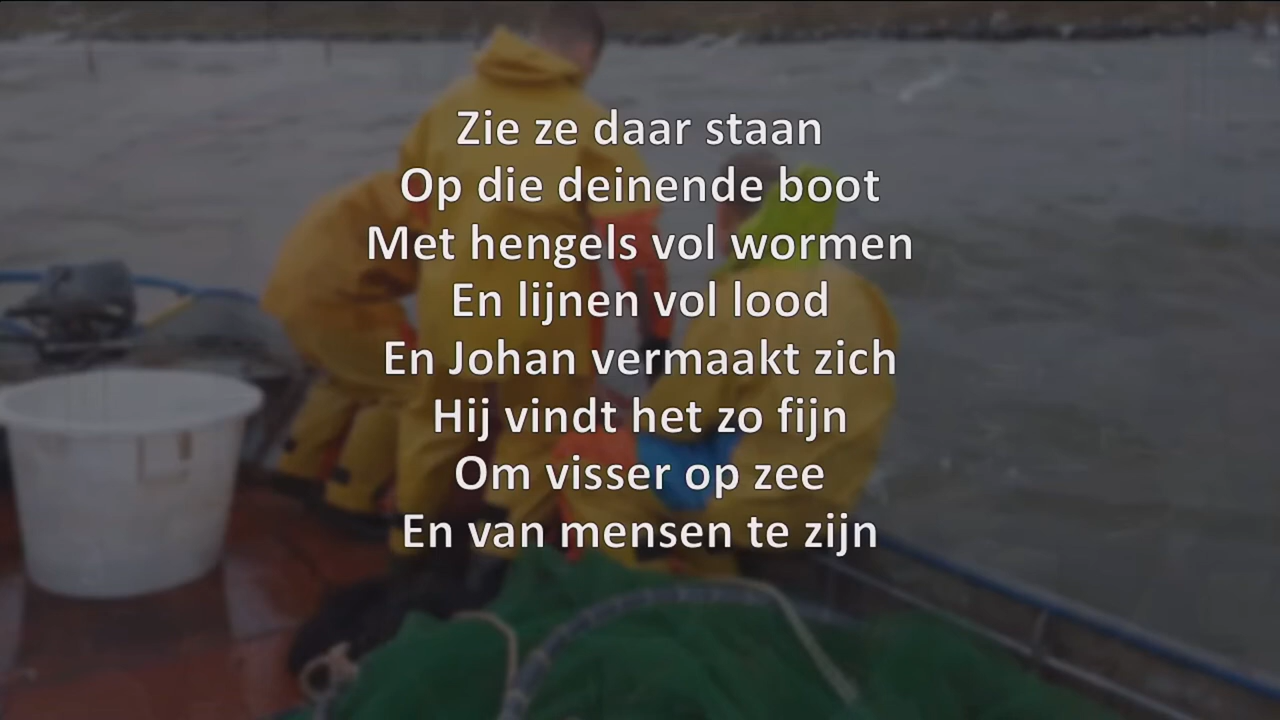 Zie ze daar staan
Op die deinende boot
Met hengels vol wormen
En lijnen vol lood
En Johan vermaakt zich
Hij vindt het zo fijn
Om visser op zee
En van mensen te zijn